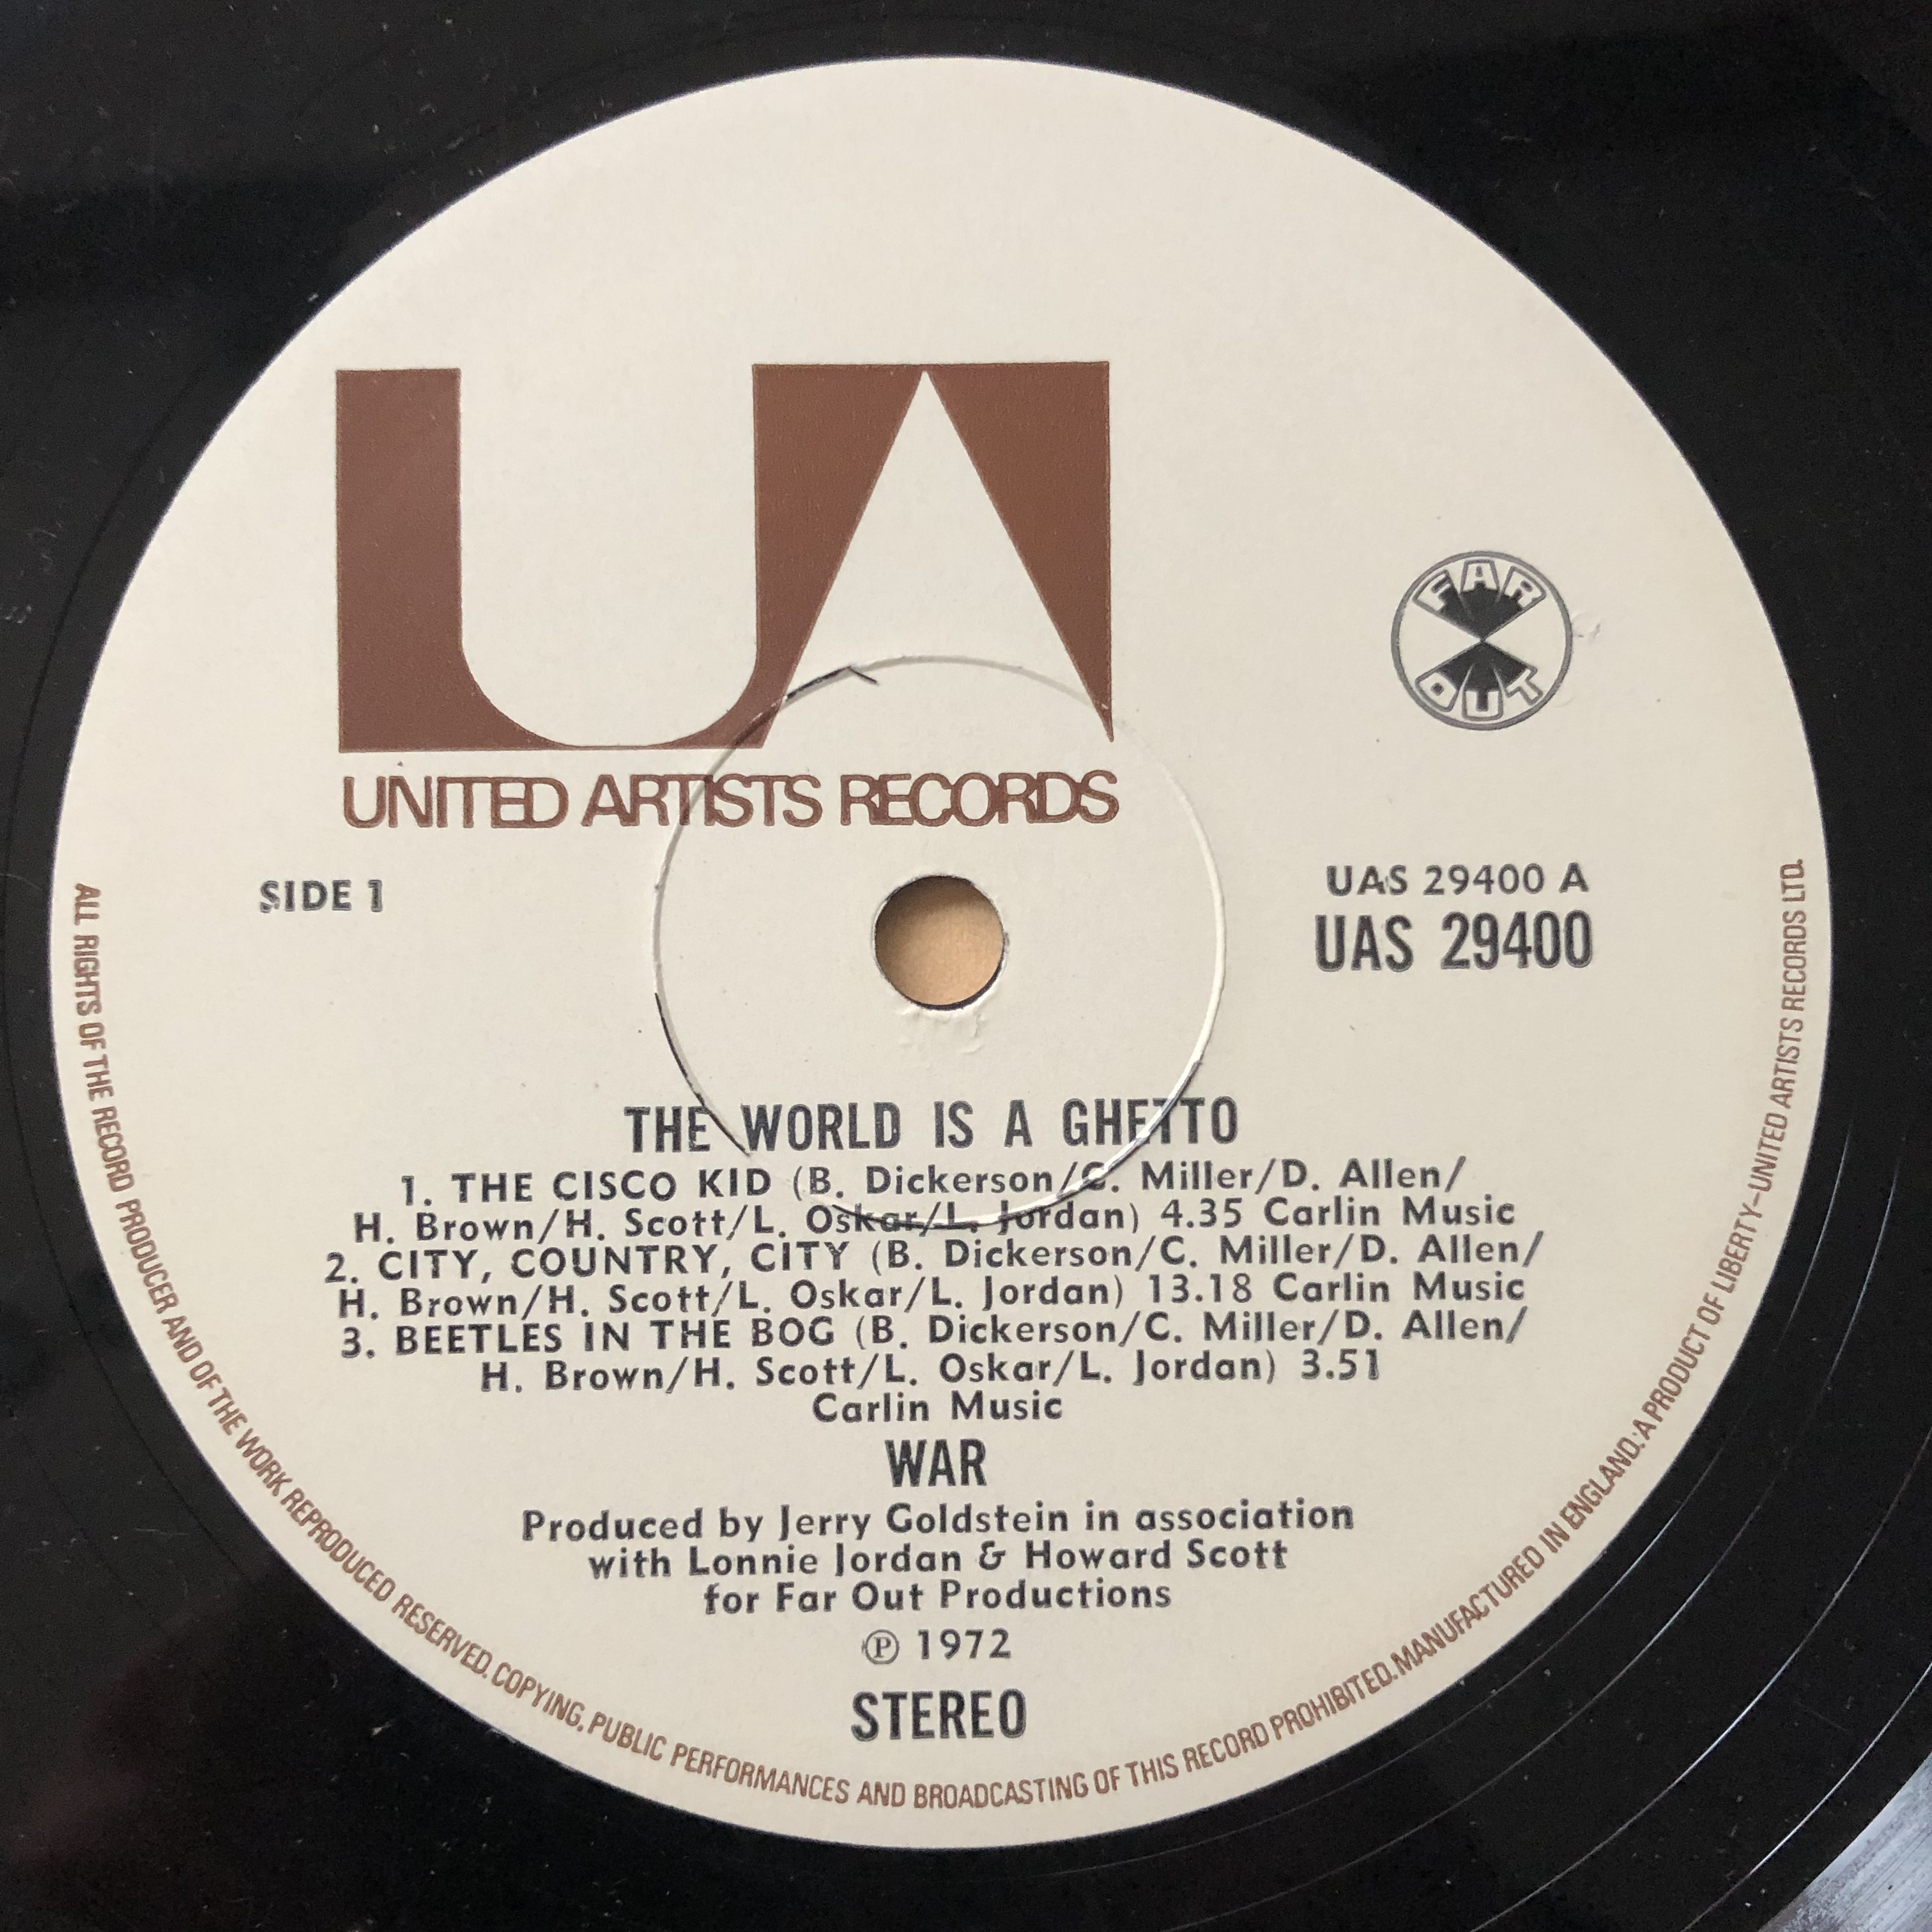 UA
UNITED ARTISTS RECORDS
FAR
OUT
SIDE 1
UAS 29400 A
UAS 29400
THE WORLD IS A GHETTO
1. THE CISCO KID (B. Dickerson/C. Miller/D. Allen/
H. Brown/H. Scott/L. Oskar/L. Jordan) 4.35 Carlin Music
2. CITY, COUNTRY, CITY (B. Dickerson/C. Miller/D. Allen/
H. Brown/H. Scott/L. Oskar/L. Jordan) 13.18 Carlin Music
3. BEETLES IN THE BOG (B. Dickerson/C. Miller/D. Allen/
H. Brown/H. Scott/L. Oskar/L. Jordan) 3.51
Carlin Music
WAR
Produced by Jerry Goldstein in association
with Lonnie Jordan & Howard Scott
for Far Out Productions
℗ 1972
STEREO
ALL RIGHTS OF THE RECORD PRODUCER AND OF THE WORK REPRODUCED RESERVED. COPYING, PUBLIC PERFORMANCES AND BROADCASTING OF THIS RECORD PROHIBITED. MANUFACTURED IN ENGLAND. A PRODUCT OF LIBERTY–UNITED ARTISTS RECORDS LTD.